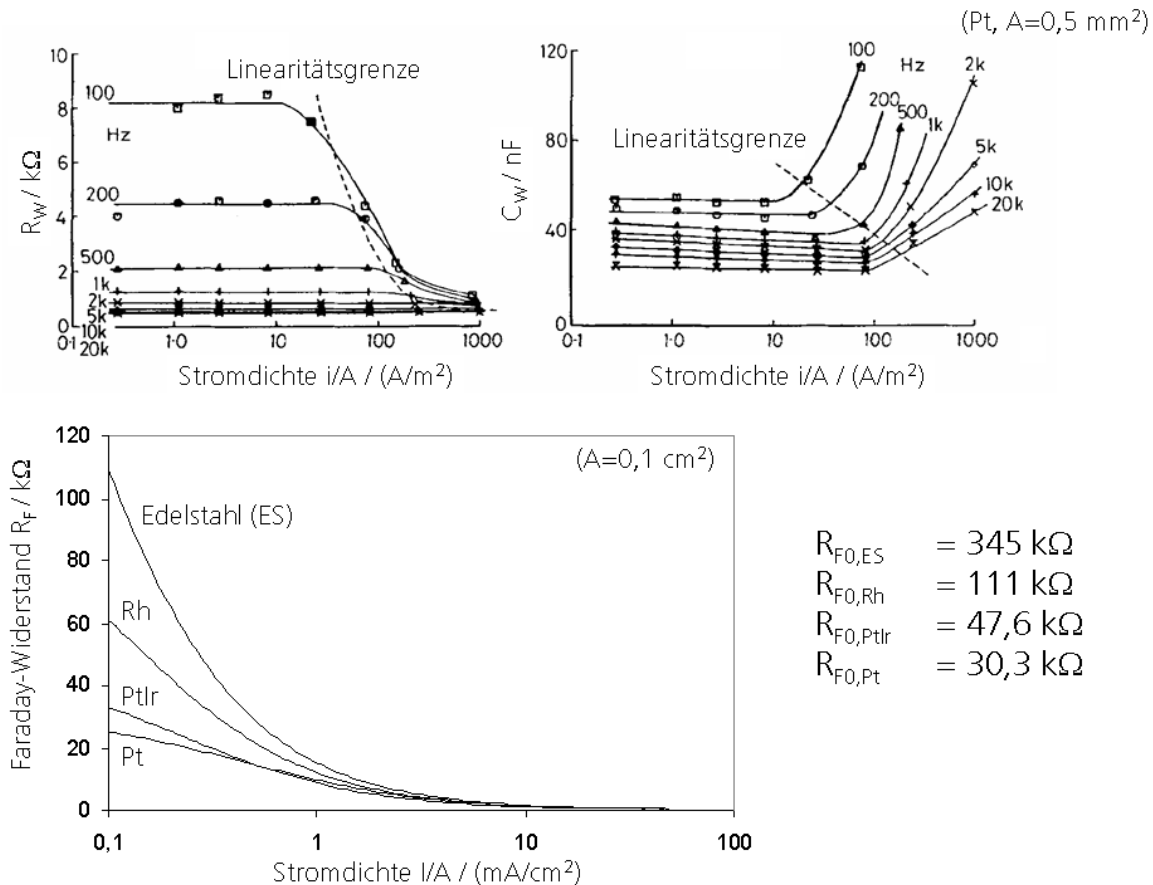 (Pt, A=0,5 mm²)
10
8
6
4
2
0
R_W / kΩ
Linearitätsgrenze
100
Hz
200
500
1k
2k
5k
10k
20k
0·1
1·0
10
100
1000
Stromdichte i/A / (A/m²)
120
80
40
0
C_W / nF
Linearitätsgrenze
100
Hz
200
500
1k
2k
5k
10k
20k
0·1
1·0
10
100
1000
Stromdichte i/A / (A/m²)
120
100
80
60
40
20
0
Faraday-Widerstand R_F / kΩ
(A=0,1 cm²)
Edelstahl (ES)
Rh
PtIr
Pt
0,1
1
10
100
Stromdichte I/A / (mA/cm²)
R_F0,ES = 345 kΩ
R_F0,Rh = 111 kΩ
R_F0,PtIr = 47,6 kΩ
R_F0,Pt = 30,3 kΩ